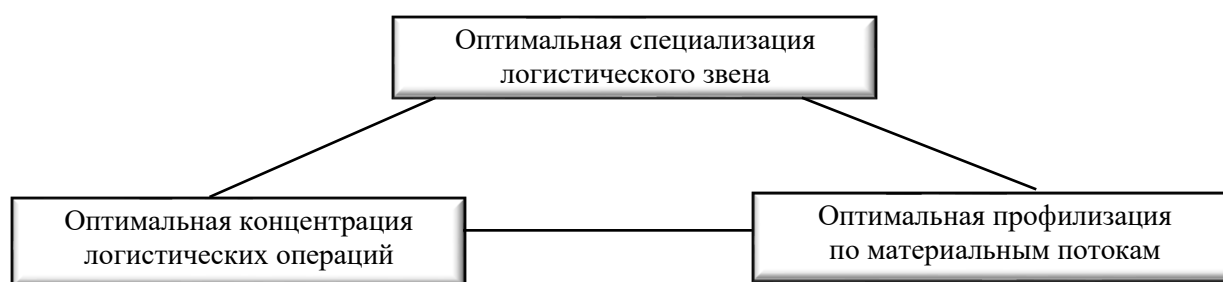 Оптимальная специализация
логистического звена
Оптимальная концентрация
логистических операций
Оптимальная профилизация
по материальным потокам